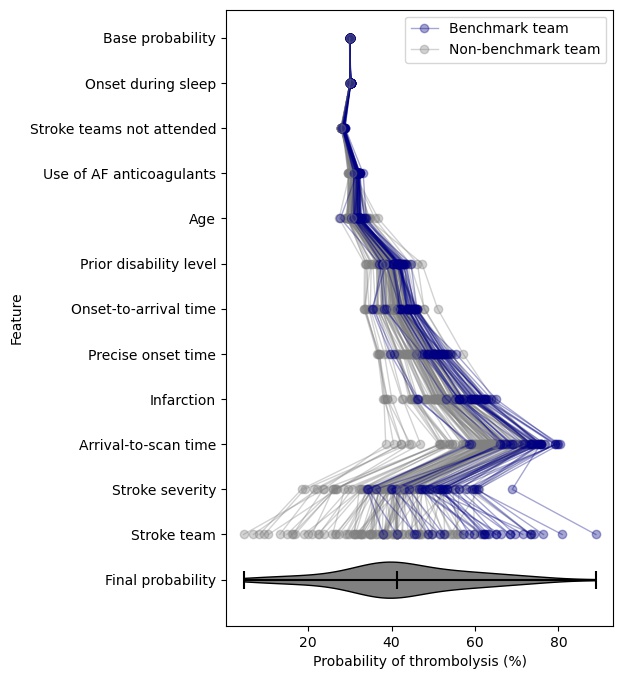 Benchmark team
Non-benchmark team
Feature
Base probability
Onset during sleep
Stroke teams not attended
Use of AF anticoagulants
Age
Prior disability level
Onset-to-arrival time
Precise onset time
Infarction
Arrival-to-scan time
Stroke severity
Stroke team
Final probability
20 40 60 80
Probability of thrombolysis (%)